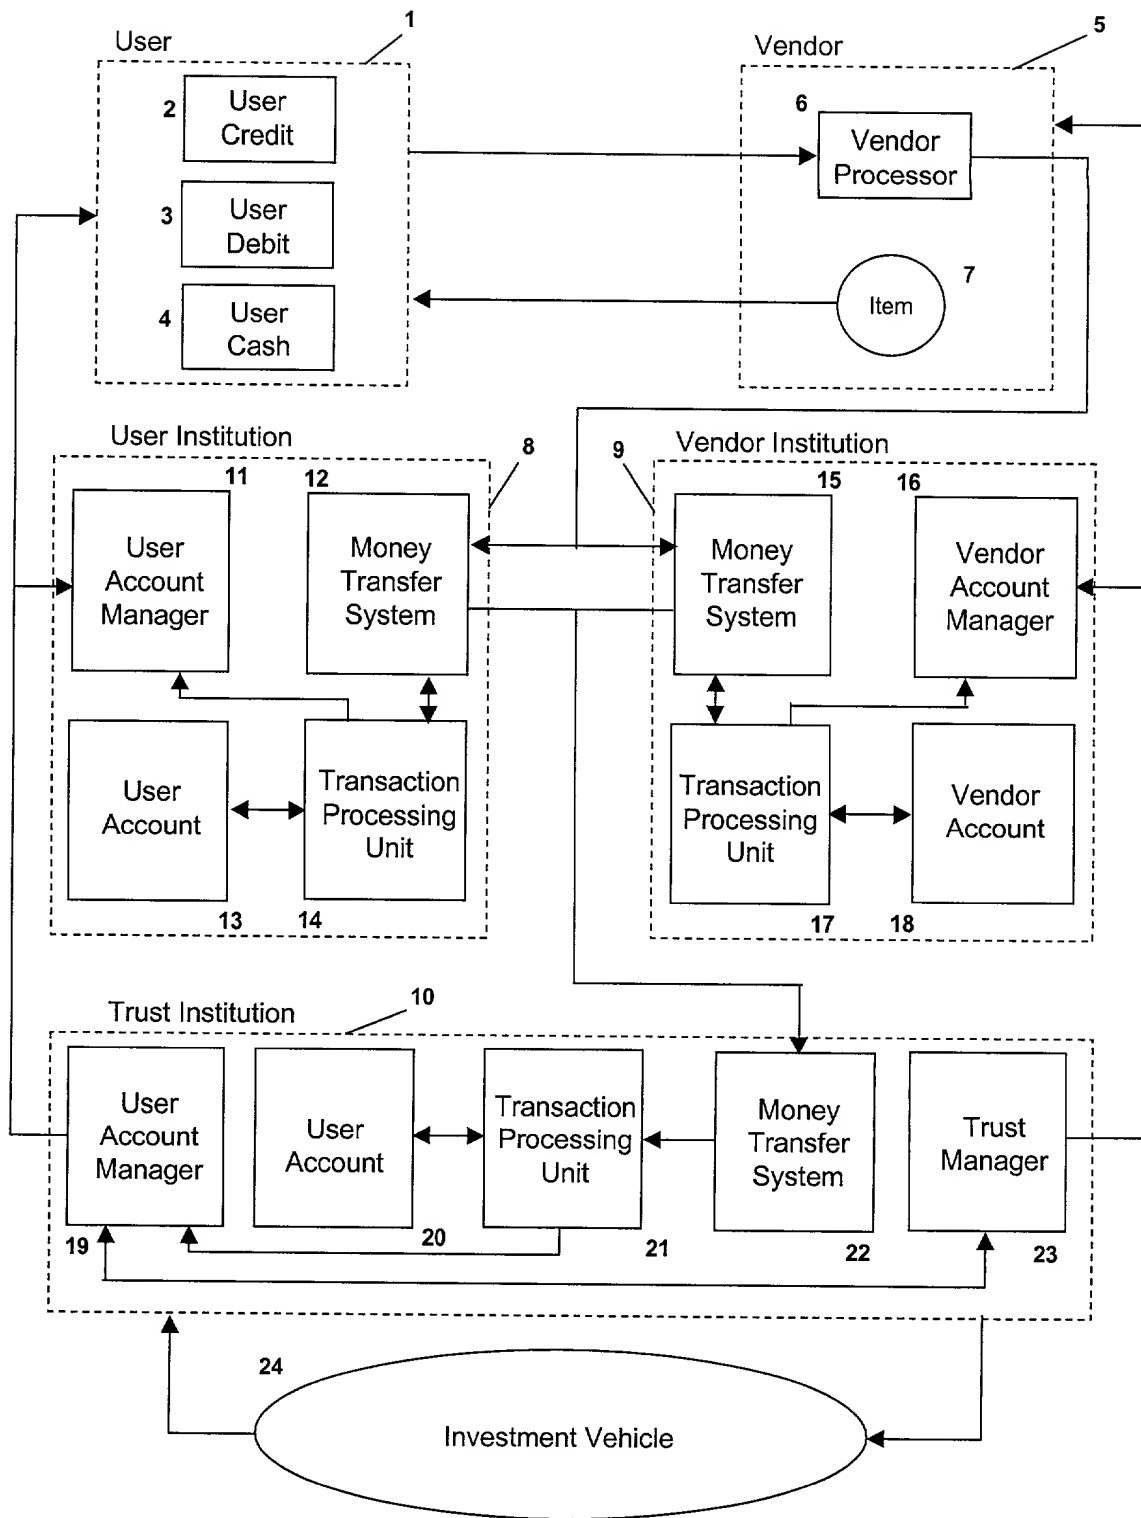 1
User
5
Vendor
2
User
Credit
6
Vendor
Processor
3
User
Debit
7
Item
4
User
Cash
User Institution
8
9
Vendor Institution
11
12
15
16
User
Account
Manager
Money
Transfer
System
Money
Transfer
System
Vendor
Account
Manager
User
Account
Transaction
Processing
Unit
Transaction
Processing
Unit
Vendor
Account
13
14
17
18
Trust Institution
10
User
Account
Manager
User
Account
Transaction
Processing
Unit
Money
Transfer
System
Trust
Manager
19
20
21
22
23
24
Investment Vehicle